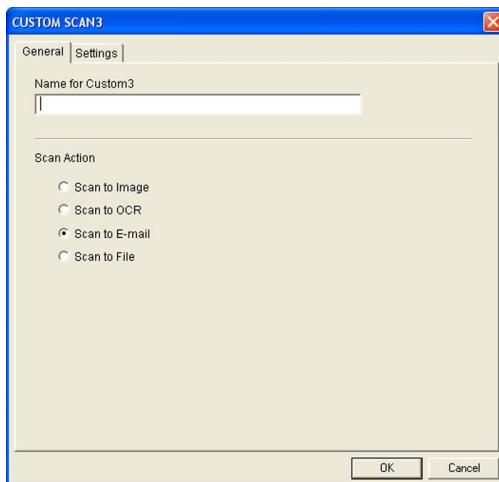 CUSTOM SCAN3
General Settings
Name for Custom3
Scan Action
Scan to Image
Scan to OCR
Scan to E-mail
Scan to File
OK Cancel